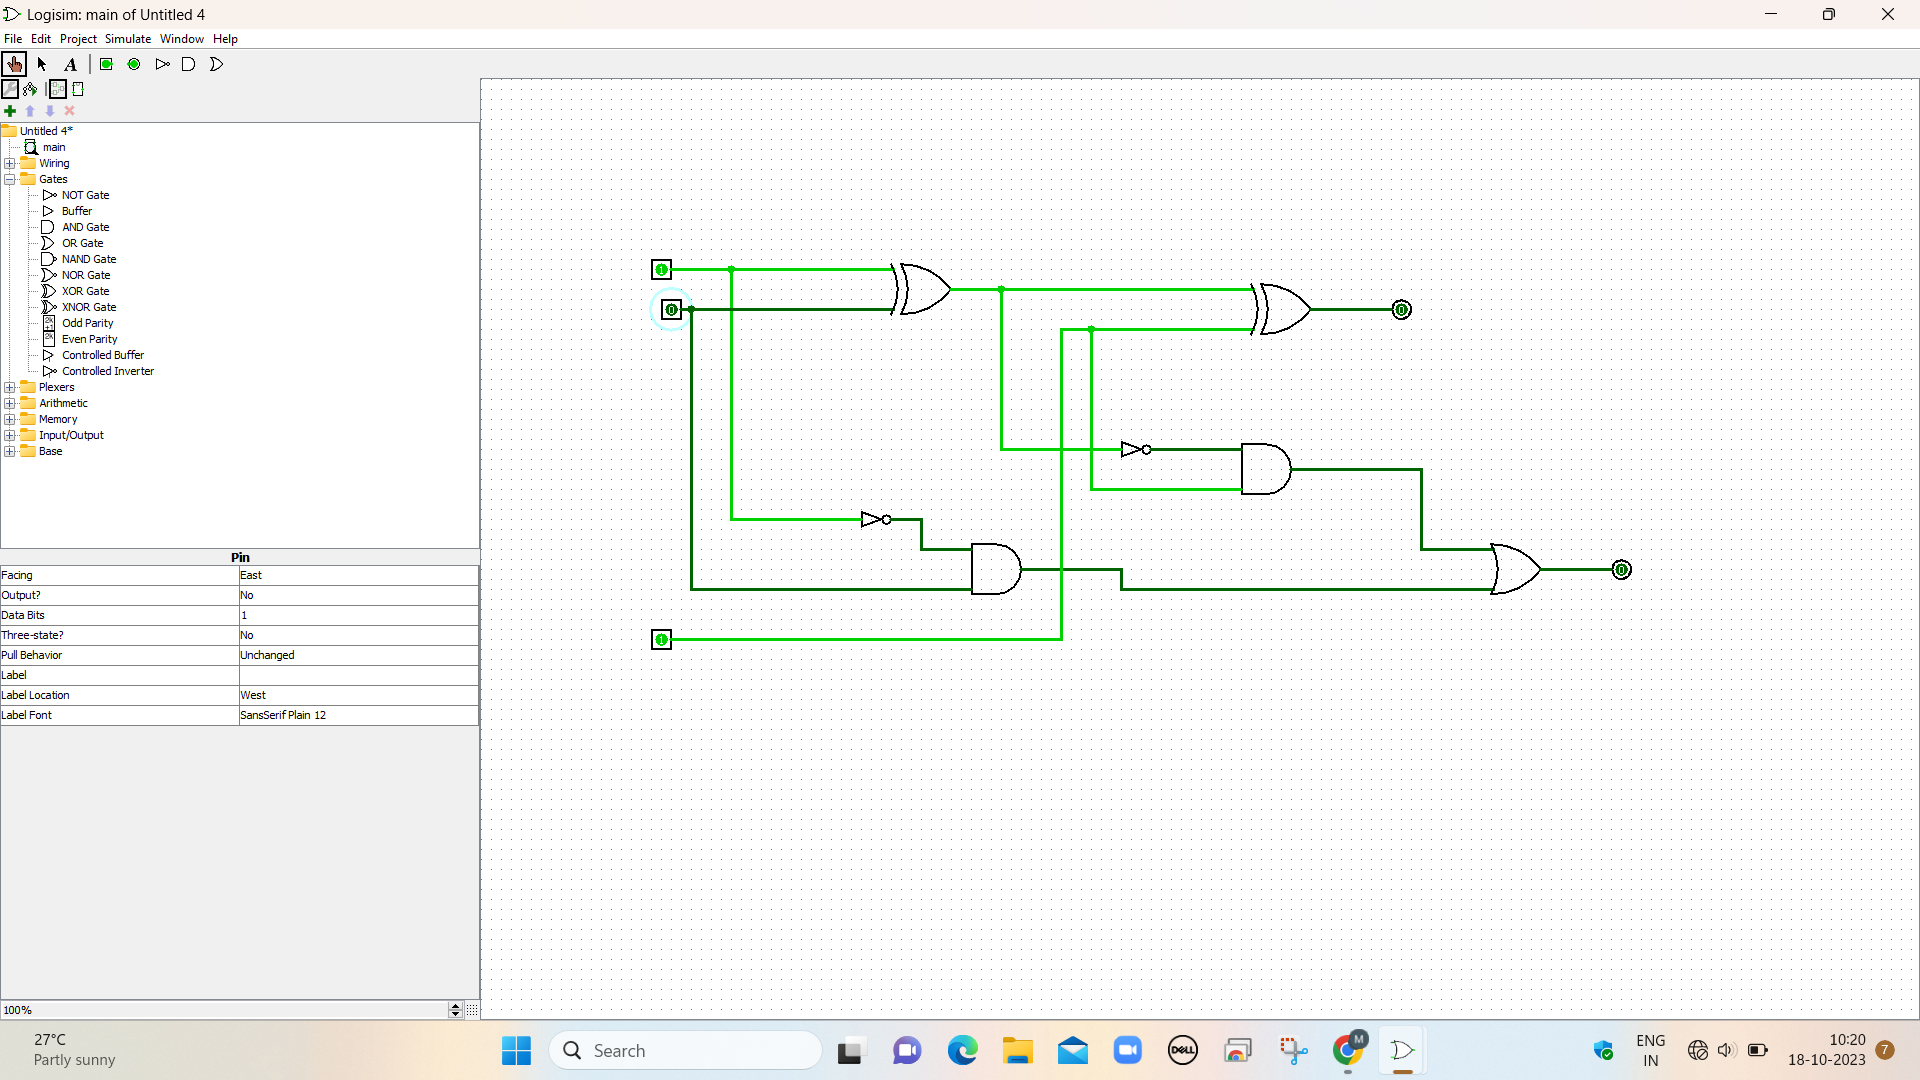 Logisim: main of Untitled 4
File Edit Project Simulate Window Help
A
Untitled 4*
main
Wiring
Gates
NOT Gate
Buffer
AND Gate
OR Gate
NAND Gate
NOR Gate
XOR Gate
XNOR Gate
Odd Parity
Even Parity
Controlled Buffer
Controlled Inverter
Plexers
Arithmetic
Memory
Input/Output
Base
Pin
Facing East
Output? No
Data Bits 1
Three-state? No
Pull Behavior Unchanged
Label
Label Location West
Label Font SansSerif Plain 12
100%
1
0
0
0
1
27°C
Partly sunny
Search
DELL
M
ENG
IN
10:20
18-10-2023
7